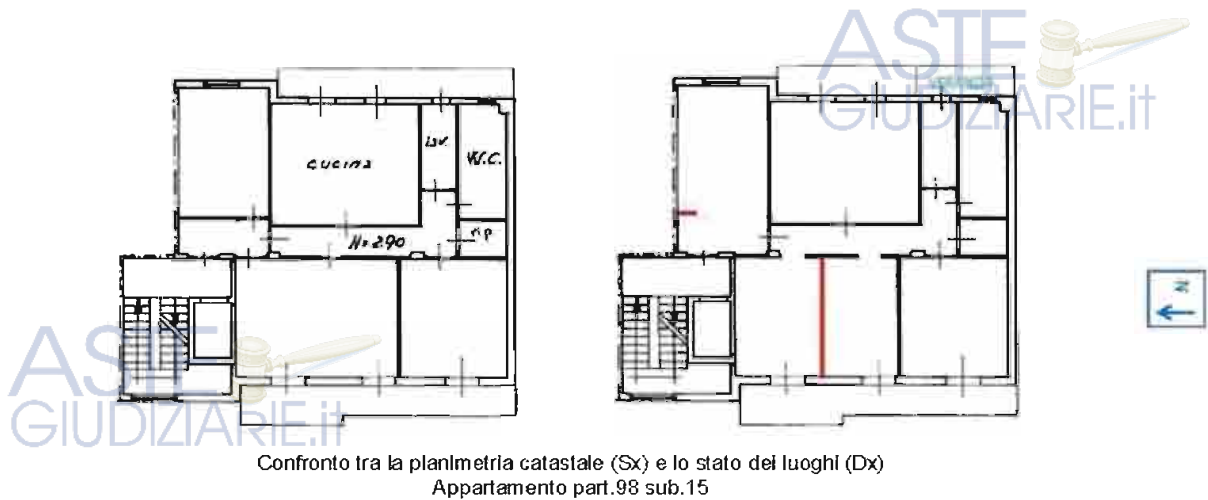 ASTE
GIUDIZIARIE.it
cucina
lav.
W.C.
H=290
rip
N
ASTE
GIUDIZIARIE.it
Confronto tra la planimetria catastale (Sx) e lo stato dei luoghi (Dx)
Appartamento part.98 sub.15